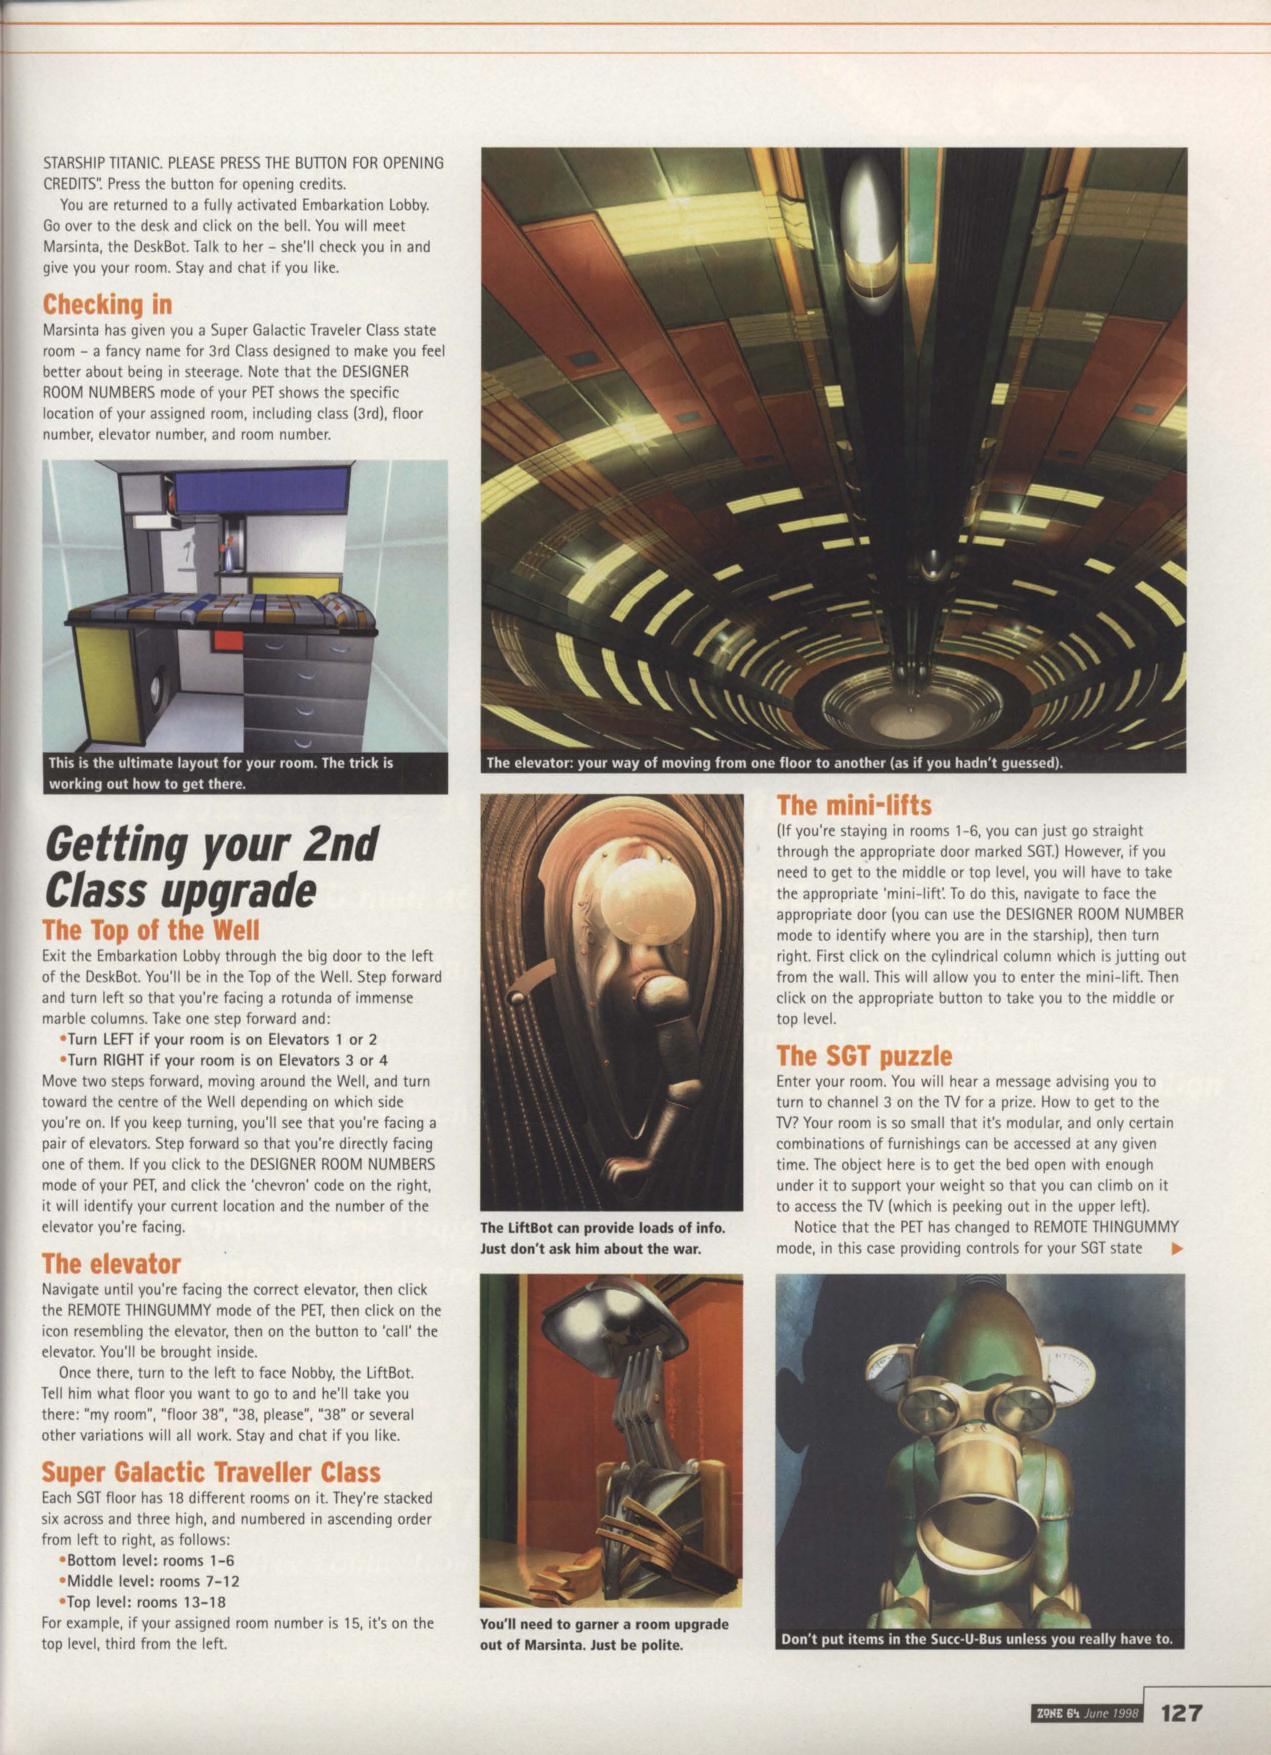 STARSHIP TITANIC. PLEASE PRESS THE BUTTON FOR OPENING
CREDITS". Press the button for opening credits.
You are returned to a fully activated Embarkation Lobby.
Go over to the desk and click on the bell. You will meet
Marsinta, the DeskBot. Talk to her – she'll check you in and
give you your room. Stay and chat if you like.
Checking in
Marsinta has given you a Super Galactic Traveler Class state
room – a fancy name for 3rd Class designed to make you feel
better about being in steerage. Note that the DESIGNER
ROOM NUMBERS mode of your PET shows the specific
location of your assigned room, including class (3rd), floor
number, elevator number, and room number.
This is the ultimate layout for your room. The trick is
working out how to get there.
Getting your 2nd
Class upgrade
The Top of the Well
Exit the Embarkation Lobby through the big door to the left
of the DeskBot. You'll be in the Top of the Well. Step forward
and turn left so that you're facing a rotunda of immense
marble columns. Take one step forward and:
•Turn LEFT if your room is on Elevators 1 or 2
•Turn RIGHT if your room is on Elevators 3 or 4
Move two steps forward, moving around the Well, and turn
toward the centre of the Well depending on which side
you're on. If you keep turning, you'll see that you're facing a
pair of elevators. Step forward so that you're directly facing
one of them. If you click to the DESIGNER ROOM NUMBERS
mode of your PET, and click the 'chevron' code on the right,
it will identify your current location and the number of the
elevator you're facing.
The elevator
Navigate until you're facing the correct elevator, then click
the REMOTE THINGUMMY mode of the PET, then click on the
icon resembling the elevator, then on the button to 'call' the
elevator. You'll be brought inside.
Once there, turn to the left to face Nobby, the LiftBot.
Tell him what floor you want to go to and he'll take you
there: "my room", "floor 38", "38, please", "38" or several
other variations will all work. Stay and chat if you like.
Super Galactic Traveller Class
Each SGT floor has 18 different rooms on it. They're stacked
six across and three high, and numbered in ascending order
from left to right, as follows:
•Bottom level: rooms 1-6
•Middle level: rooms 7-12
•Top level: rooms 13-18
For example, if your assigned room number is 15, it's on the
top level, third from the left.
The elevator: your way of moving from one floor to another (as if you hadn't guessed).
The LiftBot can provide loads of info.
Just don't ask him about the war.
You'll need to garner a room upgrade
out of Marsinta. Just be polite.
The mini-lifts
(If you're staying in rooms 1-6, you can just go straight
through the appropriate door marked SGT.) However, if you
need to get to the middle or top level, you will have to take
the appropriate 'mini-lift'. To do this, navigate to face the
appropriate door (you can use the DESIGNER ROOM NUMBER
mode to identify where you are in the starship), then turn
right. First click on the cylindrical column which is jutting out
from the wall. This will allow you to enter the mini-lift. Then
click on the appropriate button to take you to the middle or
top level.
The SGT puzzle
Enter your room. You will hear a message advising you to
turn to channel 3 on the TV for a prize. How to get to the
TV? Your room is so small that it's modular, and only certain
combinations of furnishings can be accessed at any given
time. The object here is to get the bed open with enough
under it to support your weight so that you can climb on it
to access the TV (which is peeking out in the upper left).
Notice that the PET has changed to REMOTE THINGUMMY
mode, in this case providing controls for your SGT state
Don't put items in the Succ-U-Bus unless you really have to.
ZONE 64 June 1998 127